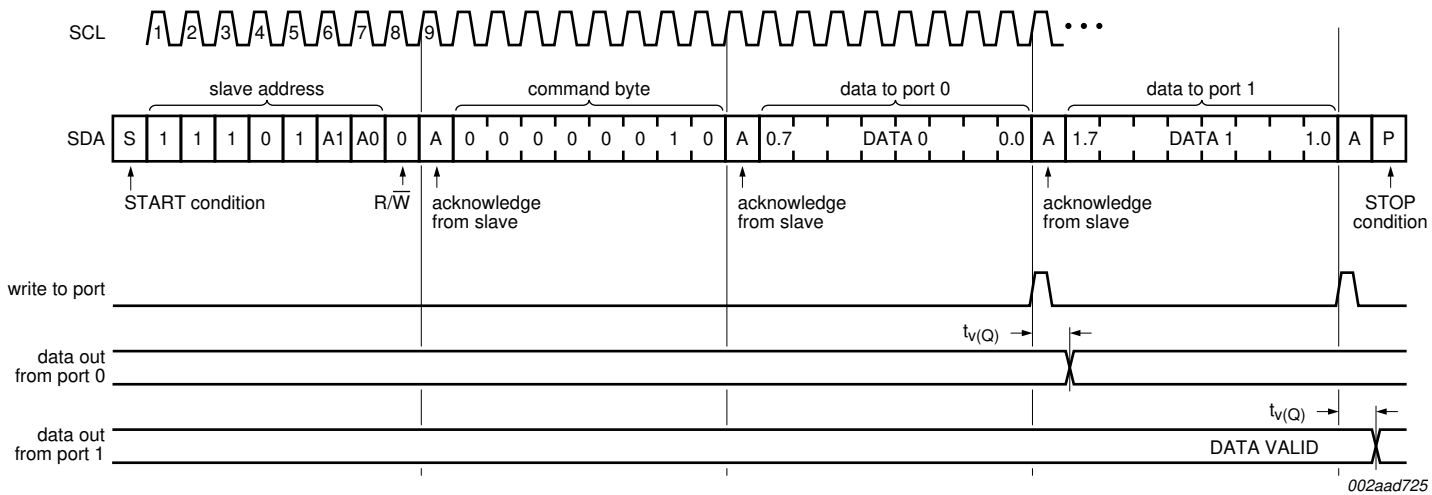 SCL 1 2 3 4 5 6 7 8 9 • • •
slave address command byte data to port 0 data to port 1
SDA S 1 1 1 0 1 A1 A0 0 A 0 0 0 0 0 0 1 0 A 0.7 DATA 0 0.0 A 1.7 DATA 1 1.0 A P
START condition R/W̅ acknowledge acknowledge acknowledge STOP
from slave from slave from slave condition
write to port
tv(Q)
data out
from port 0
tv(Q)
data out
from port 1 DATA VALID
002aad725